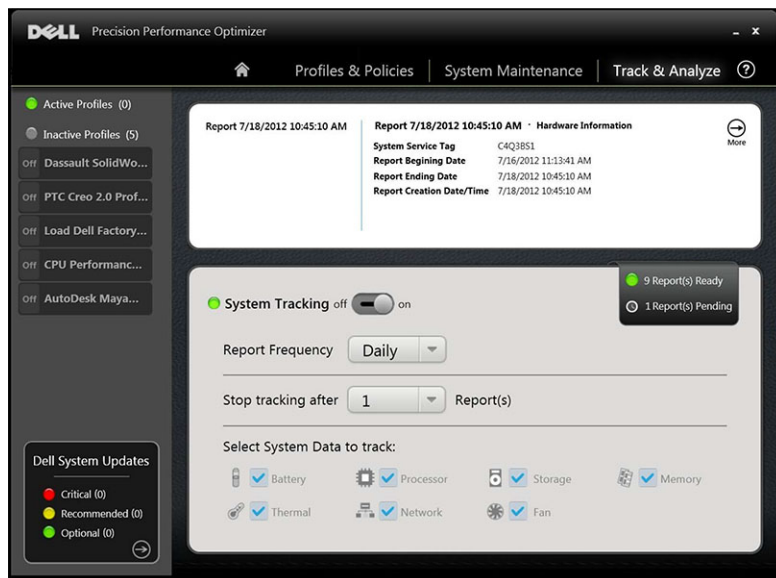 DELL Precision Performance Optimizer
Profiles & Policies | System Maintenance | Track & Analyze ?
Active Profiles (0)
Inactive Profiles (5)
Off Dassault SolidWo...
Off PTC Creo 2.0 Prof...
Off Load Dell Factory...
Off CPU Performanc...
Off AutoDesk Maya...
Dell System Updates
Critical (0)
Recommended (0)
Optional (0)
Report 7/18/2012 10:45:10 AM
Report 7/18/2012 10:45:10 AM · Hardware Information
More
System Service Tag C4Q3BS1
Report Begining Date 7/16/2012 11:13:41 AM
Report Ending Date 7/18/2012 10:45:10 AM
Report Creation Date/Time 7/18/2012 10:45:10 AM
9 Report(s) Ready
1 Report(s) Pending
System Tracking off on
Report Frequency Daily
Stop tracking after 1 Report(s)
Select System Data to track:
Battery Processor Storage Memory
Thermal Network Fan